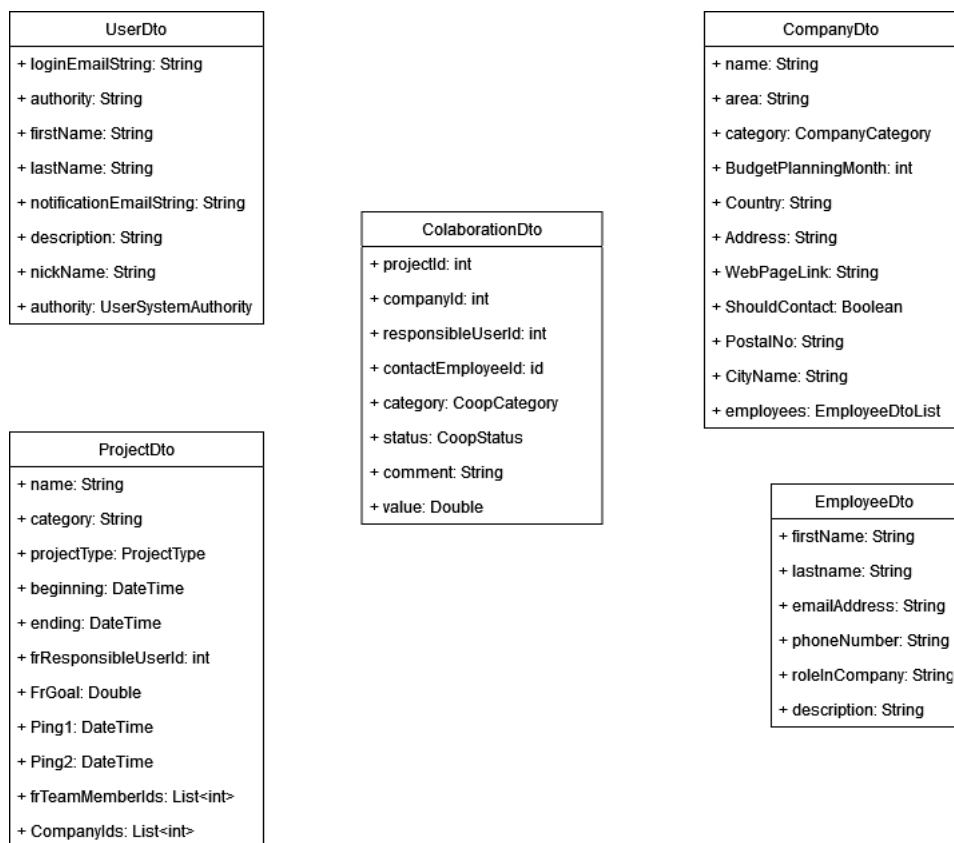 UserDto
+ loginEmailString: String
+ authority: String
+ firstName: String
+ lastName: String
+ notificationEmailString: String
+ description: String
+ nickName: String
+ authority: UserSystemAuthority
ProjectDto
+ name: String
+ category: String
+ projectType: ProjectType
+ beginning: DateTime
+ ending: DateTime
+ frResponsibleUserId: int
+ FrGoal: Double
+ Ping1: DateTime
+ Ping2: DateTime
+ frTeamMemberIds: List<int>
+ CompanyIds: List<int>
ColaborationDto
+ projectId: int
+ companyId: int
+ responsibleUserId: int
+ contactEmployeeId: id
+ category: CoopCategory
+ status: CoopStatus
+ comment: String
+ value: Double
CompanyDto
+ name: String
+ area: String
+ category: CompanyCategory
+ BudgetPlanningMonth: int
+ Country: String
+ Address: String
+ WebPageLink: String
+ ShouldContact: Boolean
+ PostalNo: String
+ CityName: String
+ employees: EmployeeDtoList
EmployeeDto
+ firstName: String
+ lastname: String
+ emailAddress: String
+ phoneNumber: String
+ roleInCompany: String
+ description: String